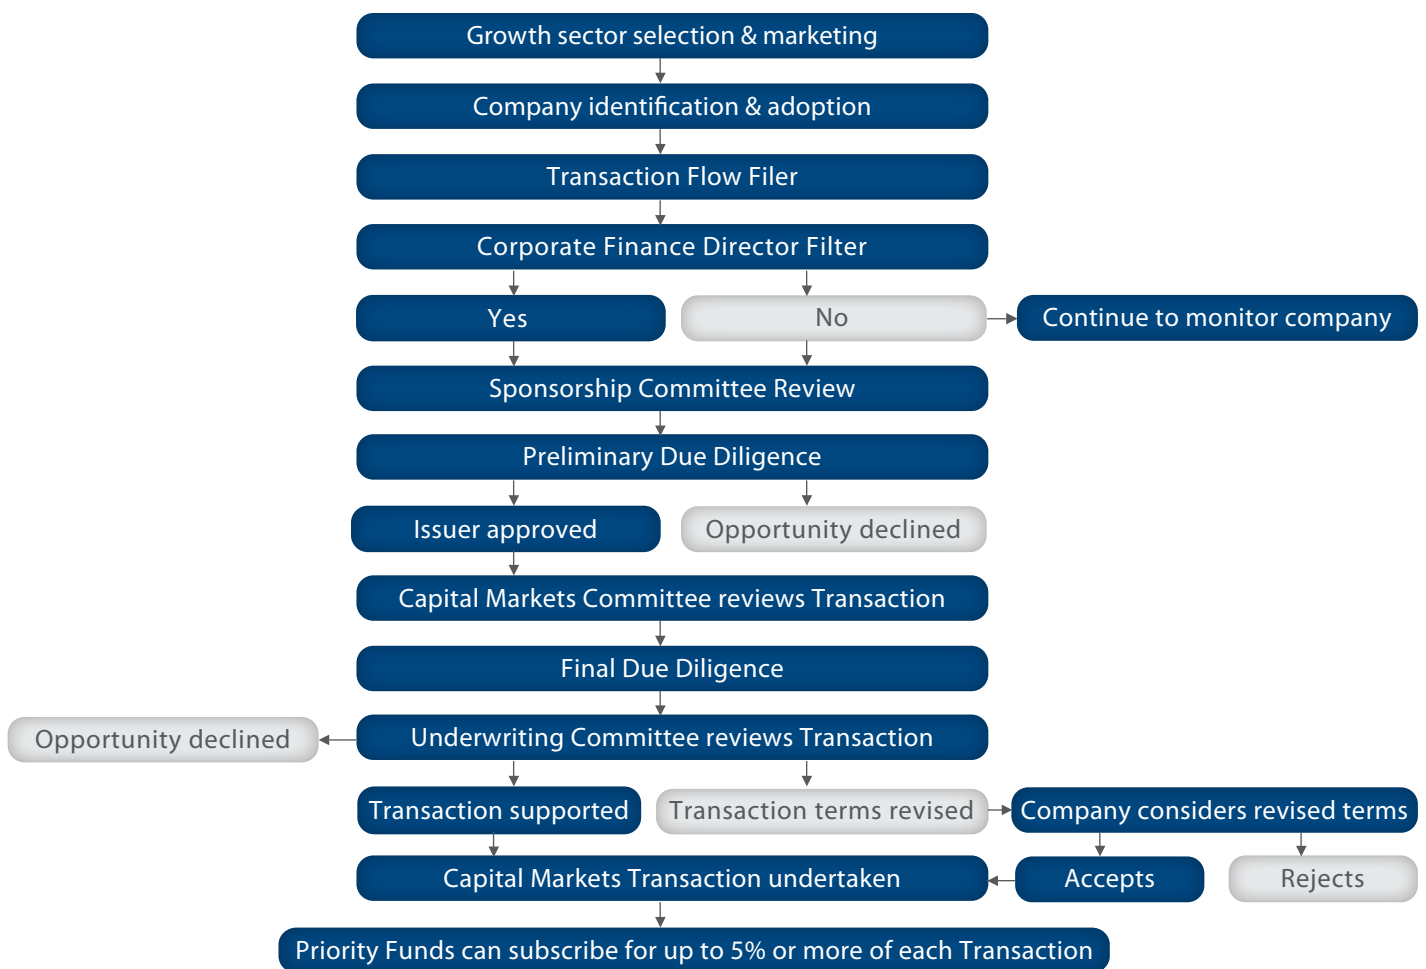 Growth sector selection & marketing
Company identification & adoption
Transaction Flow Filer
Corporate Finance Director Filter
Yes
No
Continue to monitor company
Sponsorship Committee Review
Preliminary Due Diligence
Issuer approved
Opportunity declined
Capital Markets Committee reviews Transaction
Final Due Diligence
Opportunity declined
Underwriting Committee reviews Transaction
Transaction supported
Transaction terms revised
Company considers revised terms
Capital Markets Transaction undertaken
Accepts
Rejects
Priority Funds can subscribe for up to 5% or more of each Transaction